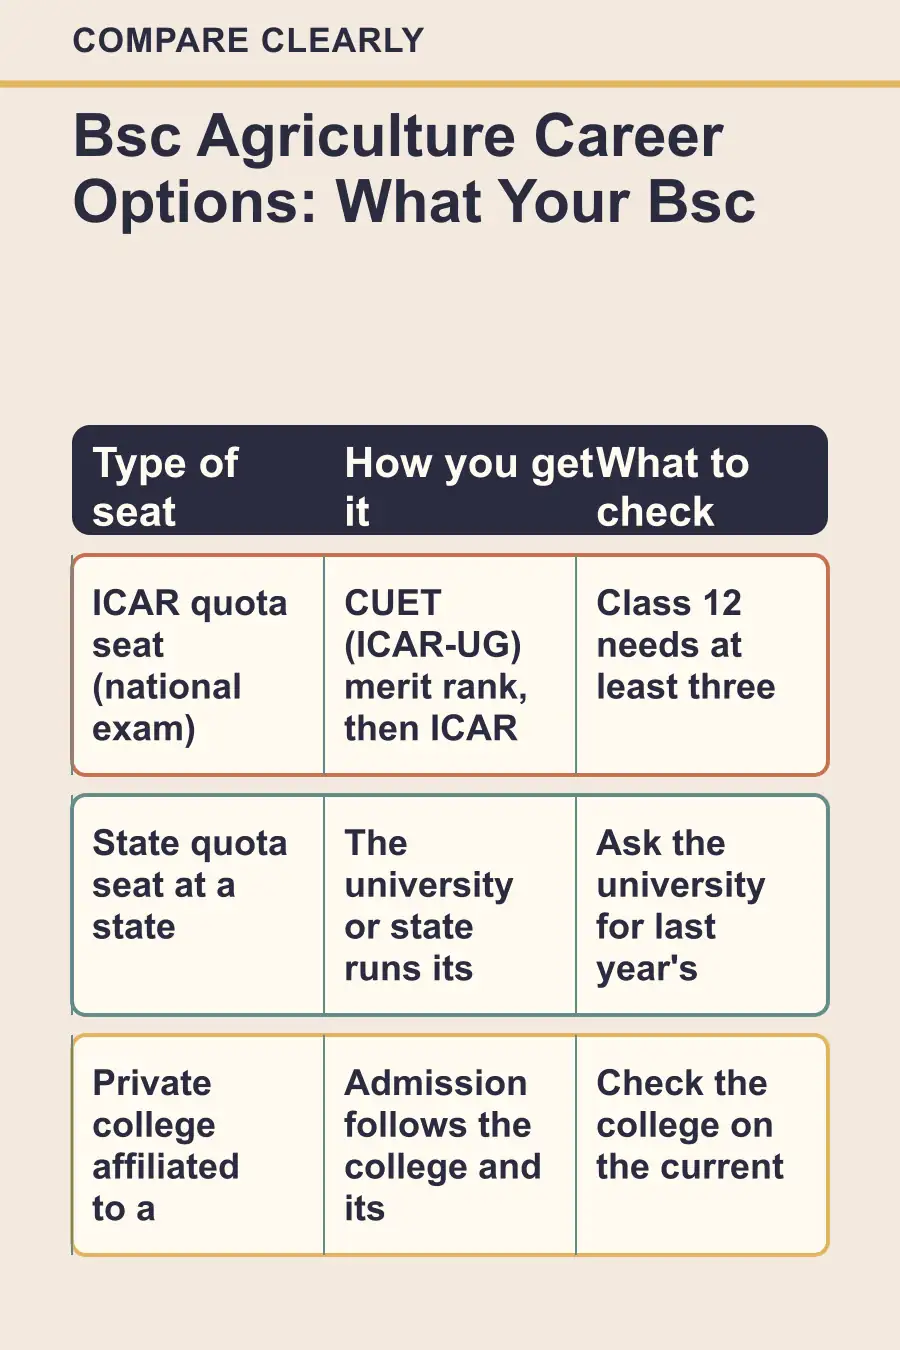 COMPARE CLEARLY
Bsc Agriculture Career
Options: What Your Bsc
Type of
seat
How you get
it
What to
check
ICAR quota
seat
(national
exam)
CUET
(ICAR-UG)
merit rank,
then ICAR
Class 12
needs at
least three
State quota
seat at a
state
The
university
or state
runs its
Ask the
university
for last
year's
Private
college
affiliated
to a
Admission
follows the
college and
its
Check the
college on
the current